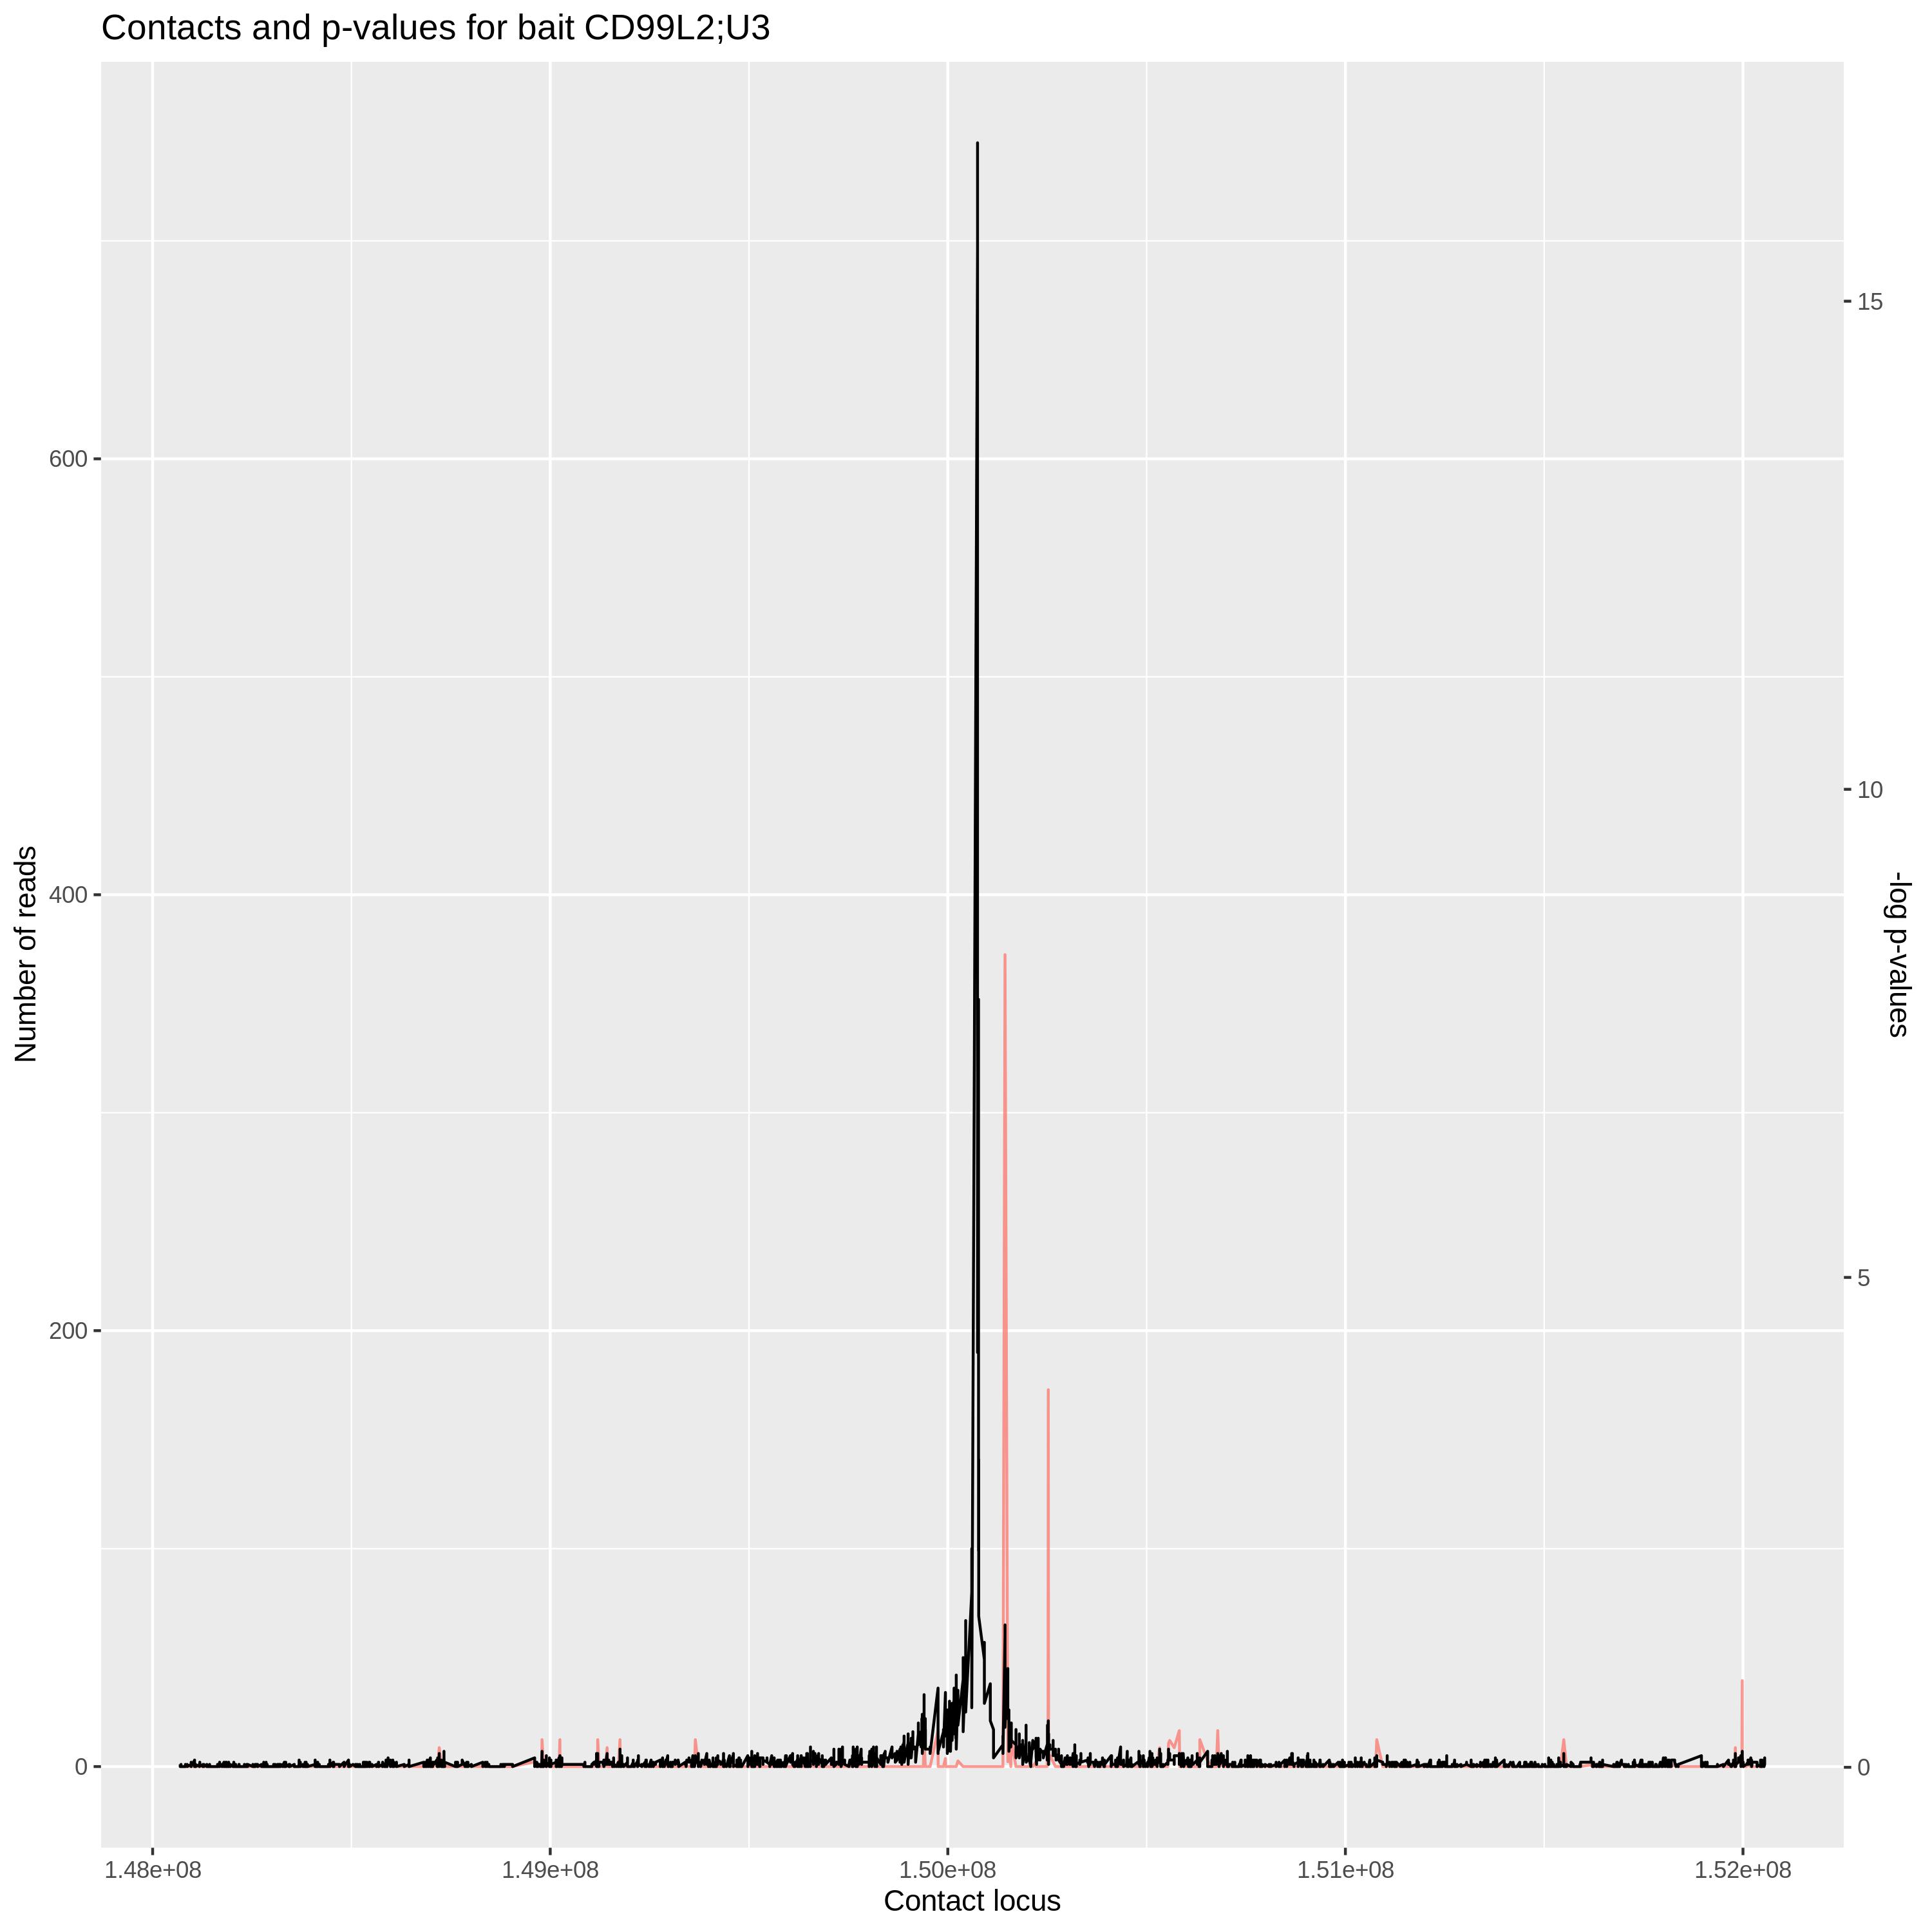 Contacts and p-values for bait CD99L2;U3
Number of reads
600
400
200
0
15
10
5
0
-log p-values
1.48e+08
1.49e+08
1.50e+08
1.51e+08
1.52e+08
Contact locus